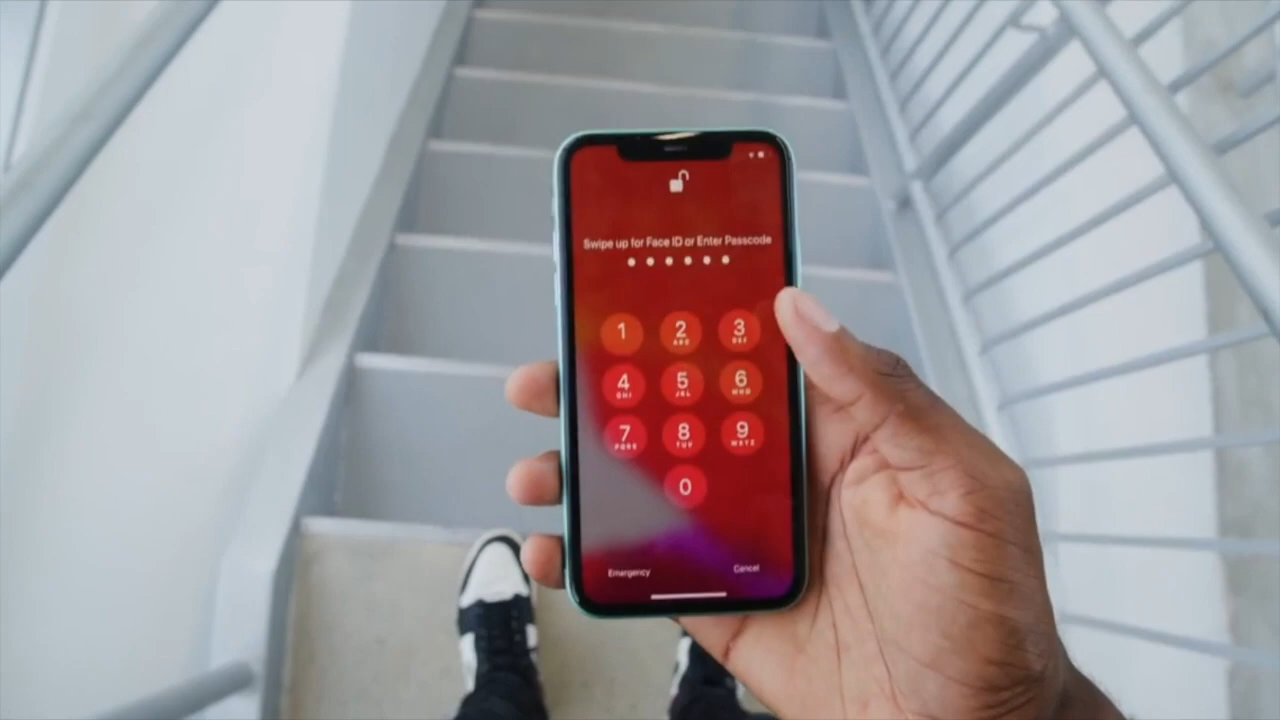 Swipe up for Face ID or Enter Passcode
1 2 3
ABC DEF
4 5 6
GHI JKL MNO
7 8 9
PQRS TUV WXYZ
0
Emergency Cancel